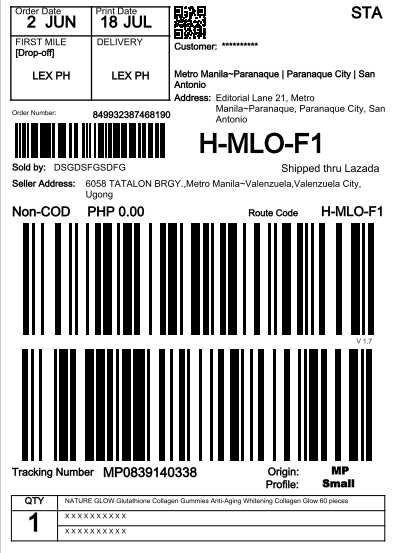 Order Date
2 JUN
Print Date
18 JUL
STA
FIRST MILE
[Drop-off]
LEX PH
DELIVERY
LEX PH
Customer: **********
Metro Manila~Paranaque | Paranaque City | San
Antonio
Address: Editorial Lane 21, Metro
Manila~Paranaque, Paranaque City, San
Antonio
Order Number: 849932387468190
H-MLO-F1
Sold by: DSGDSFGSDFG
Shipped thru Lazada
Seller Address: 6058 TATALON BRGY.,Metro Manila~Valenzuela,Valenzuela City,
Ugong
Non-COD PHP 0.00 Route Code H-MLO-F1
V 1.7
Tracking Number MP0839140338
Origin: MP
Profile: Small
QTY
1
NATURE GLOW Glutathione Collagen Gummies Anti-Aging Whitening Collagen Glow 60 pieces
XXXXXXXXXX
XXXXXXXXXX